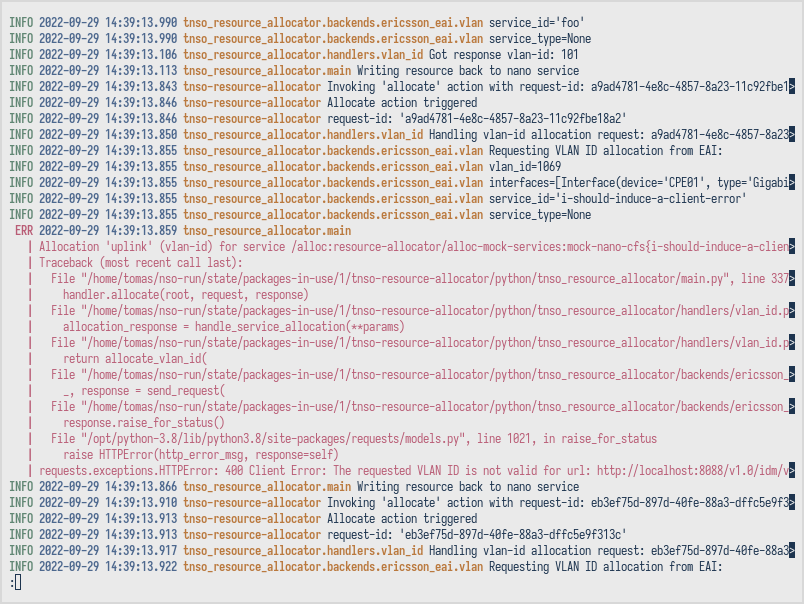 INFO 2022-09-29 14:39:13.990 tnso_resource_allocator.backends.ericsson_eai.vlan service_id='foo'
INFO 2022-09-29 14:39:13.990 tnso_resource_allocator.backends.ericsson_eai.vlan service_type=None
INFO 2022-09-29 14:39:13.106 tnso_resource_allocator.handlers.vlan_id Got response vlan-id: 101
INFO 2022-09-29 14:39:13.113 tnso_resource_allocator.main Writing resource back to nano service
INFO 2022-09-29 14:39:13.843 tnso-resource-allocator Invoking 'allocate' action with request-id: a9ad4781-4e8c-4857-8a23-11c92fbe1>
INFO 2022-09-29 14:39:13.846 tnso-resource-allocator Allocate action triggered
INFO 2022-09-29 14:39:13.846 tnso-resource-allocator request-id: 'a9ad4781-4e8c-4857-8a23-11c92fbe18a2'
INFO 2022-09-29 14:39:13.850 tnso_resource_allocator.handlers.vlan_id Handling vlan-id allocation request: a9ad4781-4e8c-4857-8a23>
INFO 2022-09-29 14:39:13.855 tnso_resource_allocator.backends.ericsson_eai.vlan Requesting VLAN ID allocation from EAI:
INFO 2022-09-29 14:39:13.855 tnso_resource_allocator.backends.ericsson_eai.vlan vlan_id=1069
INFO 2022-09-29 14:39:13.855 tnso_resource_allocator.backends.ericsson_eai.vlan interfaces=[Interface(device='CPE01', type='Gigabi>
INFO 2022-09-29 14:39:13.855 tnso_resource_allocator.backends.ericsson_eai.vlan service_id='i-should-induce-a-client-error'
INFO 2022-09-29 14:39:13.855 tnso_resource_allocator.backends.ericsson_eai.vlan service_type=None
ERR 2022-09-29 14:39:13.859 tnso_resource_allocator.main
| Allocation 'uplink' (vlan-id) for service /alloc:resource-allocator/alloc-mock-services:mock-nano-cfs{i-should-induce-a-clien>
| Traceback (most recent call last):
|   File "/home/tomas/nso-run/state/packages-in-use/1/tnso-resource-allocator/python/tnso_resource_allocator/main.py", line 337>
|     handler.allocate(root, request, response)
|   File "/home/tomas/nso-run/state/packages-in-use/1/tnso-resource-allocator/python/tnso_resource_allocator/handlers/vlan_id.p>
|     allocation_response = handle_service_allocation(**params)
|   File "/home/tomas/nso-run/state/packages-in-use/1/tnso-resource-allocator/python/tnso_resource_allocator/handlers/vlan_id.p>
|     return allocate_vlan_id(
|   File "/home/tomas/nso-run/state/packages-in-use/1/tnso-resource-allocator/python/tnso_resource_allocator/backends/ericsson_>
|     _, response = send_request(
|   File "/home/tomas/nso-run/state/packages-in-use/1/tnso-resource-allocator/python/tnso_resource_allocator/backends/ericsson_>
|     response.raise_for_status()
|   File "/opt/python-3.8/lib/python3.8/site-packages/requests/models.py", line 1021, in raise_for_status
|     raise HTTPError(http_error_msg, response=self)
| requests.exceptions.HTTPError: 400 Client Error: The requested VLAN ID is not valid for url: http://localhost:8088/v1.0/idm/v>
INFO 2022-09-29 14:39:13.866 tnso_resource_allocator.main Writing resource back to nano service
INFO 2022-09-29 14:39:13.910 tnso-resource-allocator Invoking 'allocate' action with request-id: eb3ef75d-897d-40fe-88a3-dffc5e9f3>
INFO 2022-09-29 14:39:13.913 tnso-resource-allocator Allocate action triggered
INFO 2022-09-29 14:39:13.913 tnso-resource-allocator request-id: 'eb3ef75d-897d-40fe-88a3-dffc5e9f313c'
INFO 2022-09-29 14:39:13.917 tnso_resource_allocator.handlers.vlan_id Handling vlan-id allocation request: eb3ef75d-897d-40fe-88a3>
INFO 2022-09-29 14:39:13.922 tnso_resource_allocator.backends.ericsson_eai.vlan Requesting VLAN ID allocation from EAI:
: